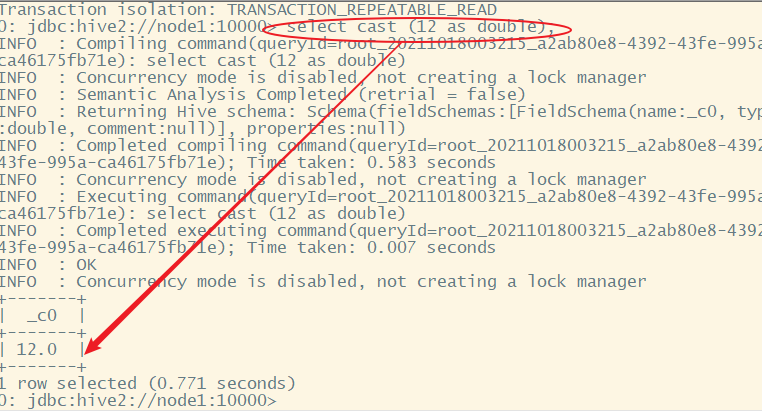 Transaction isolation: TRANSACTION_REPEATABLE_READ
0: jdbc:hive2://node1:10000> select cast (12 as double);
INFO  : Compiling command(queryId=root_20211018003215_a2ab80e8-4392-43fe-995a
ca46175fb71e): select cast (12 as double)
INFO  : Concurrency mode is disabled, not creating a lock manager
INFO  : Semantic Analysis Completed (retrial = false)
INFO  : Returning Hive schema: Schema(fieldSchemas:[FieldSchema(name:_c0, typ
:double, comment:null)], properties:null)
INFO  : Completed compiling command(queryId=root_20211018003215_a2ab80e8-4392
43fe-995a-ca46175fb71e); Time taken: 0.583 seconds
INFO  : Concurrency mode is disabled, not creating a lock manager
INFO  : Executing command(queryId=root_20211018003215_a2ab80e8-4392-43fe-995a
ca46175fb71e): select cast (12 as double)
INFO  : Completed executing command(queryId=root_20211018003215_a2ab80e8-4392
43fe-995a-ca46175fb71e); Time taken: 0.007 seconds
INFO  : OK
INFO  : Concurrency mode is disabled, not creating a lock manager
+-------+
|  _c0  |
+-------+
| 12.0  |
+-------+
1 row selected (0.771 seconds)
0: jdbc:hive2://node1:10000>